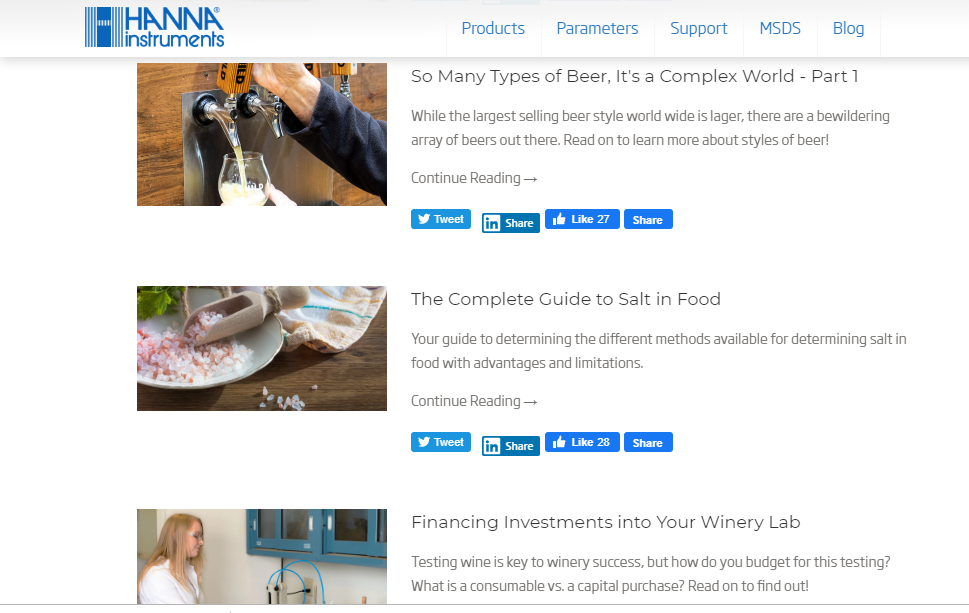 HANNA®
instruments
Products Parameters Support MSDS Blog
So Many Types of Beer, It's a Complex World - Part 1
While the largest selling beer style world wide is lager, there are a bewildering
array of beers out there. Read on to learn more about styles of beer!
Continue Reading →
Tweet in Share Like 27 Share
The Complete Guide to Salt in Food
Your guide to determining the different methods available for determining salt in
food with advantages and limitations.
Continue Reading →
Tweet in Share Like 28 Share
Financing Investments into Your Winery Lab
Testing wine is key to winery success, but how do you budget for this testing?
What is a consumable vs. a capital purchase? Read on to find out!